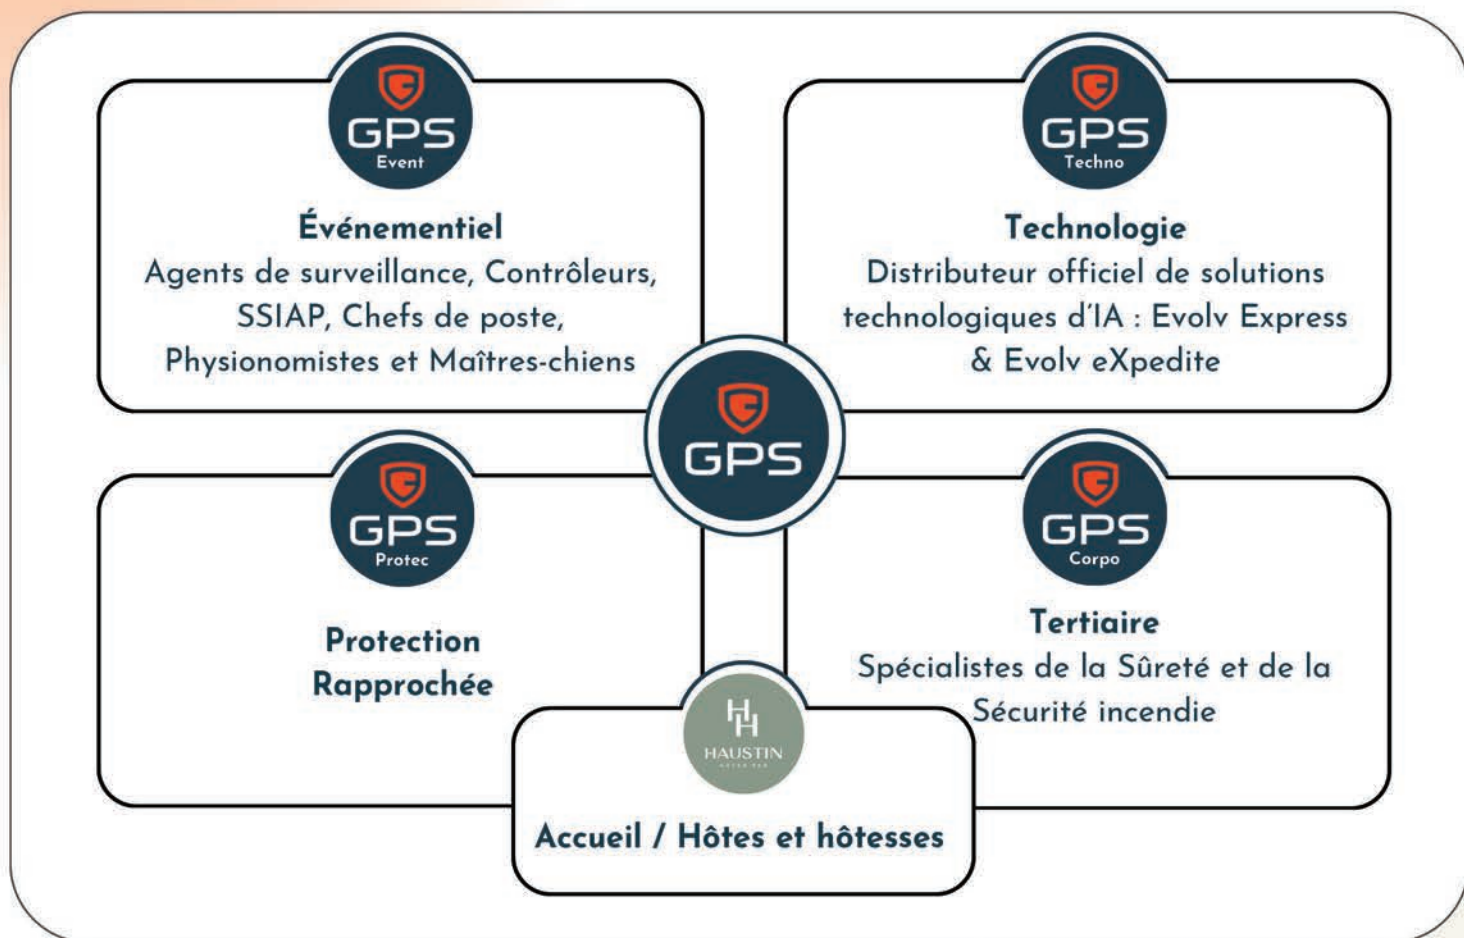 GPS
Event
Événementiel
Agents de surveillance, Contrôleurs,
SSIAP, Chefs de poste,
Physionomistes et Maîtres-chiens
GPS
Techno
Technologie
Distributeur officiel de solutions
technologiques d'IA : Evolv Express
& Evolv eXpedite
GPS
GPS
Protec
Protection
Rapprochée
GPS
Corpo
Tertiaire
Spécialistes de la Sûreté et de la
Sécurité incendie
HH
HAUSTIN
Accueil / Hôtes et hôtesses